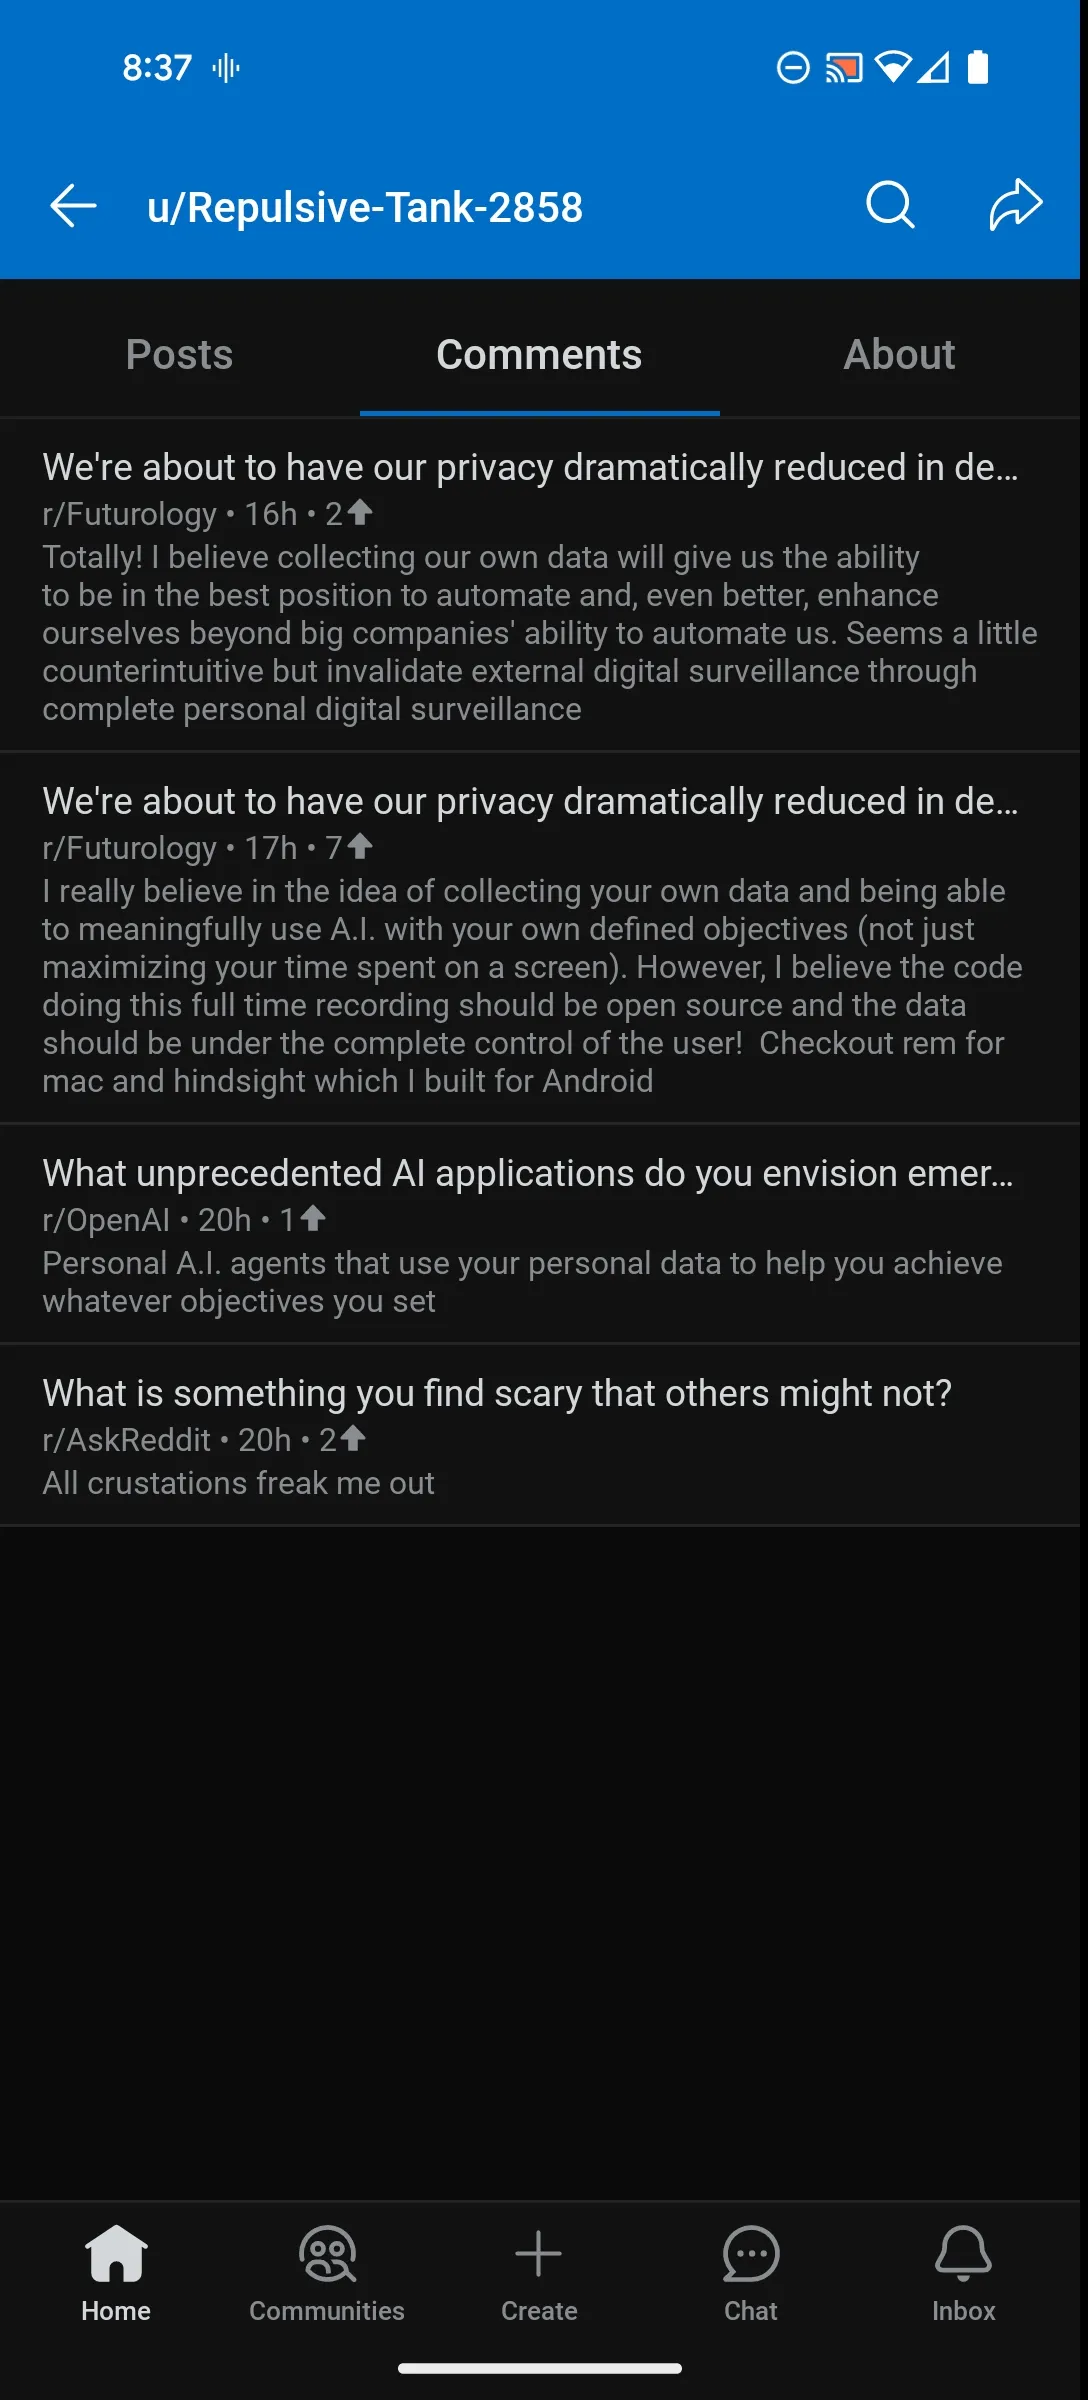 8:37
u/Repulsive-Tank-2858
Posts
Comments
About
We're about to have our privacy dramatically reduced in de...
r/Futurology • 16h • 2
Totally! I believe collecting our own data will give us the ability
to be in the best position to automate and, even better, enhance
ourselves beyond big companies' ability to automate us. Seems a little
counterintuitive but invalidate external digital surveillance through
complete personal digital surveillance
We're about to have our privacy dramatically reduced in de...
r/Futurology • 17h • 7
I really believe in the idea of collecting your own data and being able
to meaningfully use A.I. with your own defined objectives (not just
maximizing your time spent on a screen). However, I believe the code
doing this full time recording should be open source and the data
should be under the complete control of the user!  Checkout rem for
mac and hindsight which I built for Android
What unprecedented AI applications do you envision emer...
r/OpenAI • 20h • 1
Personal A.I. agents that use your personal data to help you achieve
whatever objectives you set
What is something you find scary that others might not?
r/AskReddit • 20h • 2
All crustations freak me out
Home
Communities
Create
Chat
Inbox